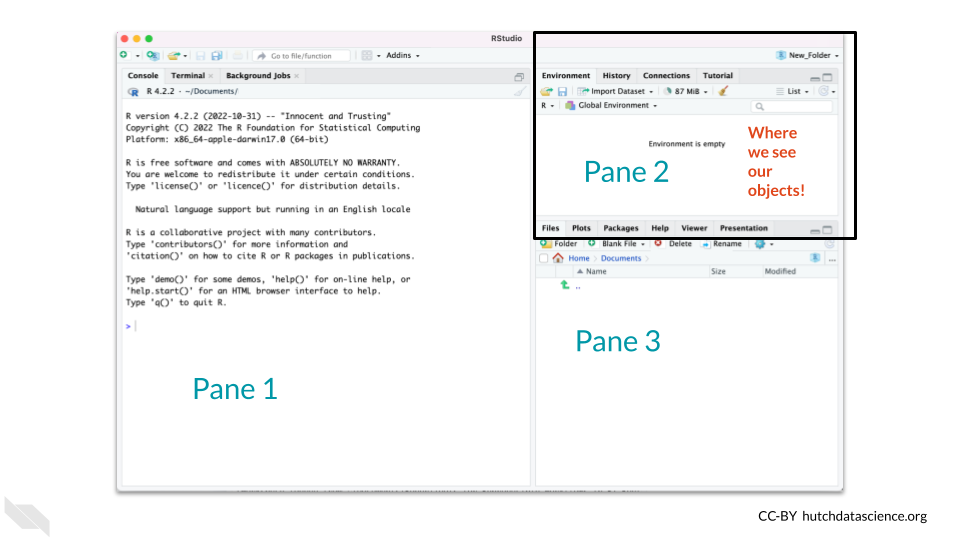 RStudio
Go to file/function
Addins
New_Folder
Console Terminal Background Jobs
R 4.2.2 · ~/Documents/
R version 4.2.2 (2022-10-31) -- "Innocent and Trusting"
Copyright (C) 2022 The R Foundation for Statistical Computing
Platform: x86_64-apple-darwin17.0 (64-bit)
R is free software and comes with ABSOLUTELY NO WARRANTY.
You are welcome to redistribute it under certain conditions.
Type 'license()' or 'licence()' for distribution details.
Natural language support but running in an English locale
R is a collaborative project with many contributors.
Type 'contributors()' for more information and
'citation()' on how to cite R or R packages in publications.
Type 'demo()' for some demos, 'help()' for on-line help, or
'help.start()' for an HTML browser interface to help.
Type 'q()' to quit R.
>
Pane 1
Environment History Connections Tutorial
Import Dataset 87 MiB List
R Global Environment
Environment is empty
Pane 2
Where
we see
our
objects!
Files Plots Packages Help Viewer Presentation
Folder Blank File Delete Rename
Home Documents
Name Size Modified
..
Pane 3
CC-BY hutchdatascience.org